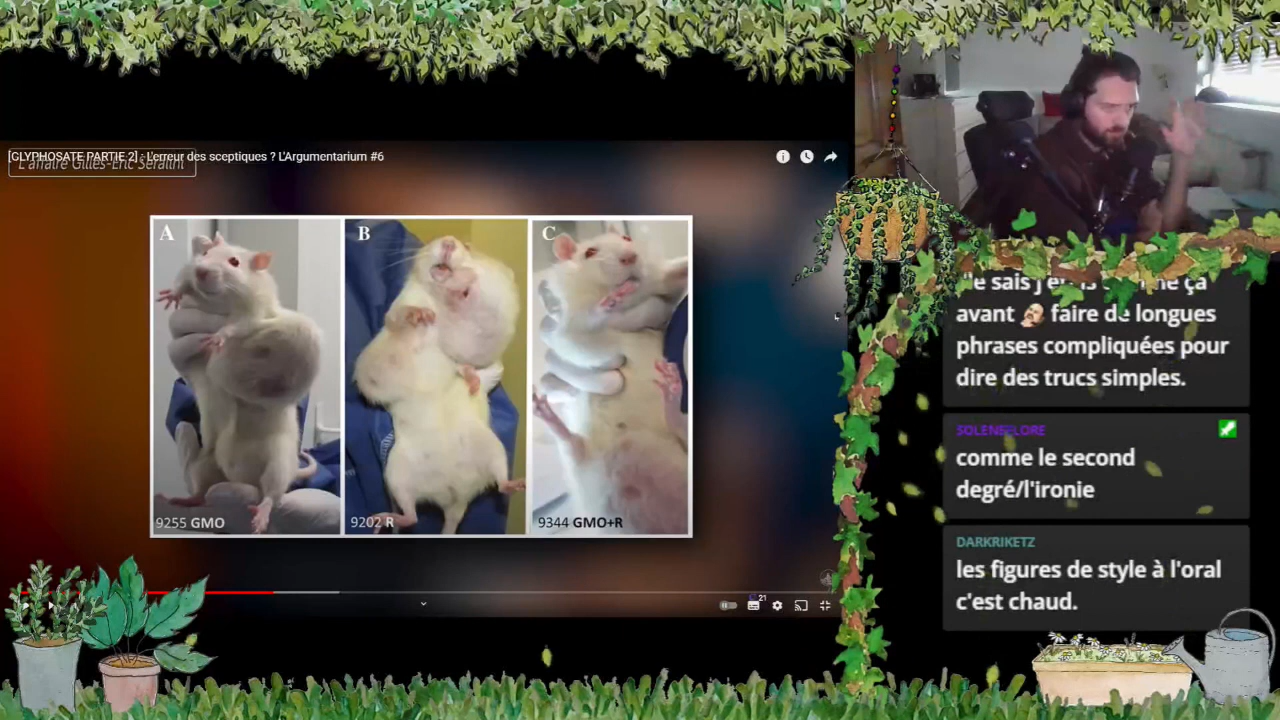 [GLYPHOSATE PARTIE 2] : L'erreur des sceptiques ? L'Argumentarium #6
L'affaire Gilles-Eric Seralini
A
B
C
9255 GMO
9202 R
9344 GMO+R
21
avant faire de longues
phrases compliquées pour
dire des trucs simples.
SOLENEFLORE
comme le second
degré/l'ironie
DARKRIKETZ
les figures de style à l'oral
c'est chaud.